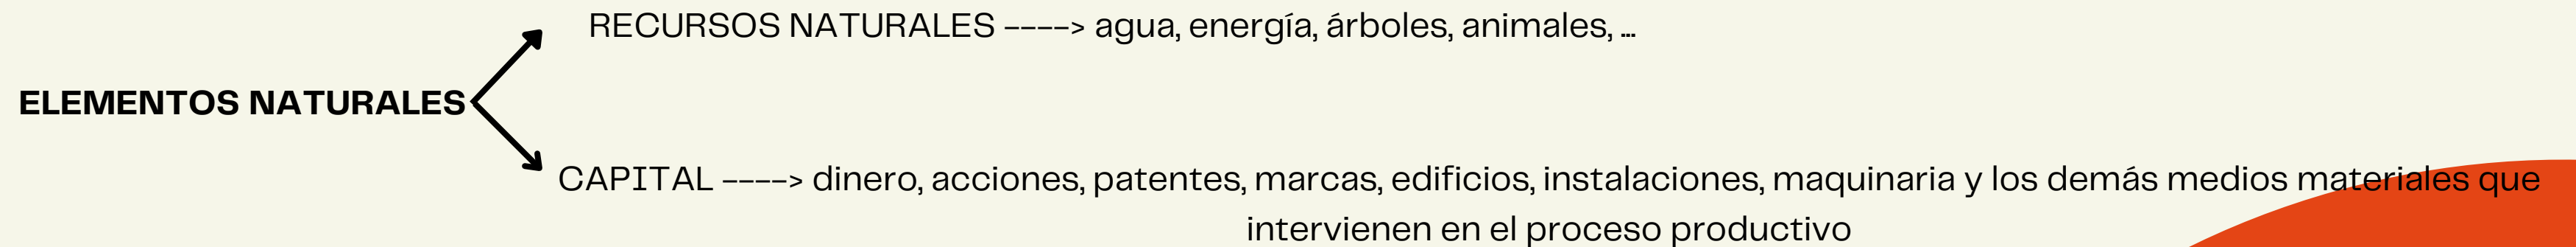 RECURSOS NATURALES ----> agua, energía, árboles, animales, ...
ELEMENTOS NATURALES
CAPITAL ----> dinero, acciones, patentes, marcas, edificios, instalaciones, maquinaria y los demás medios materiales que
intervienen en el proceso productivo